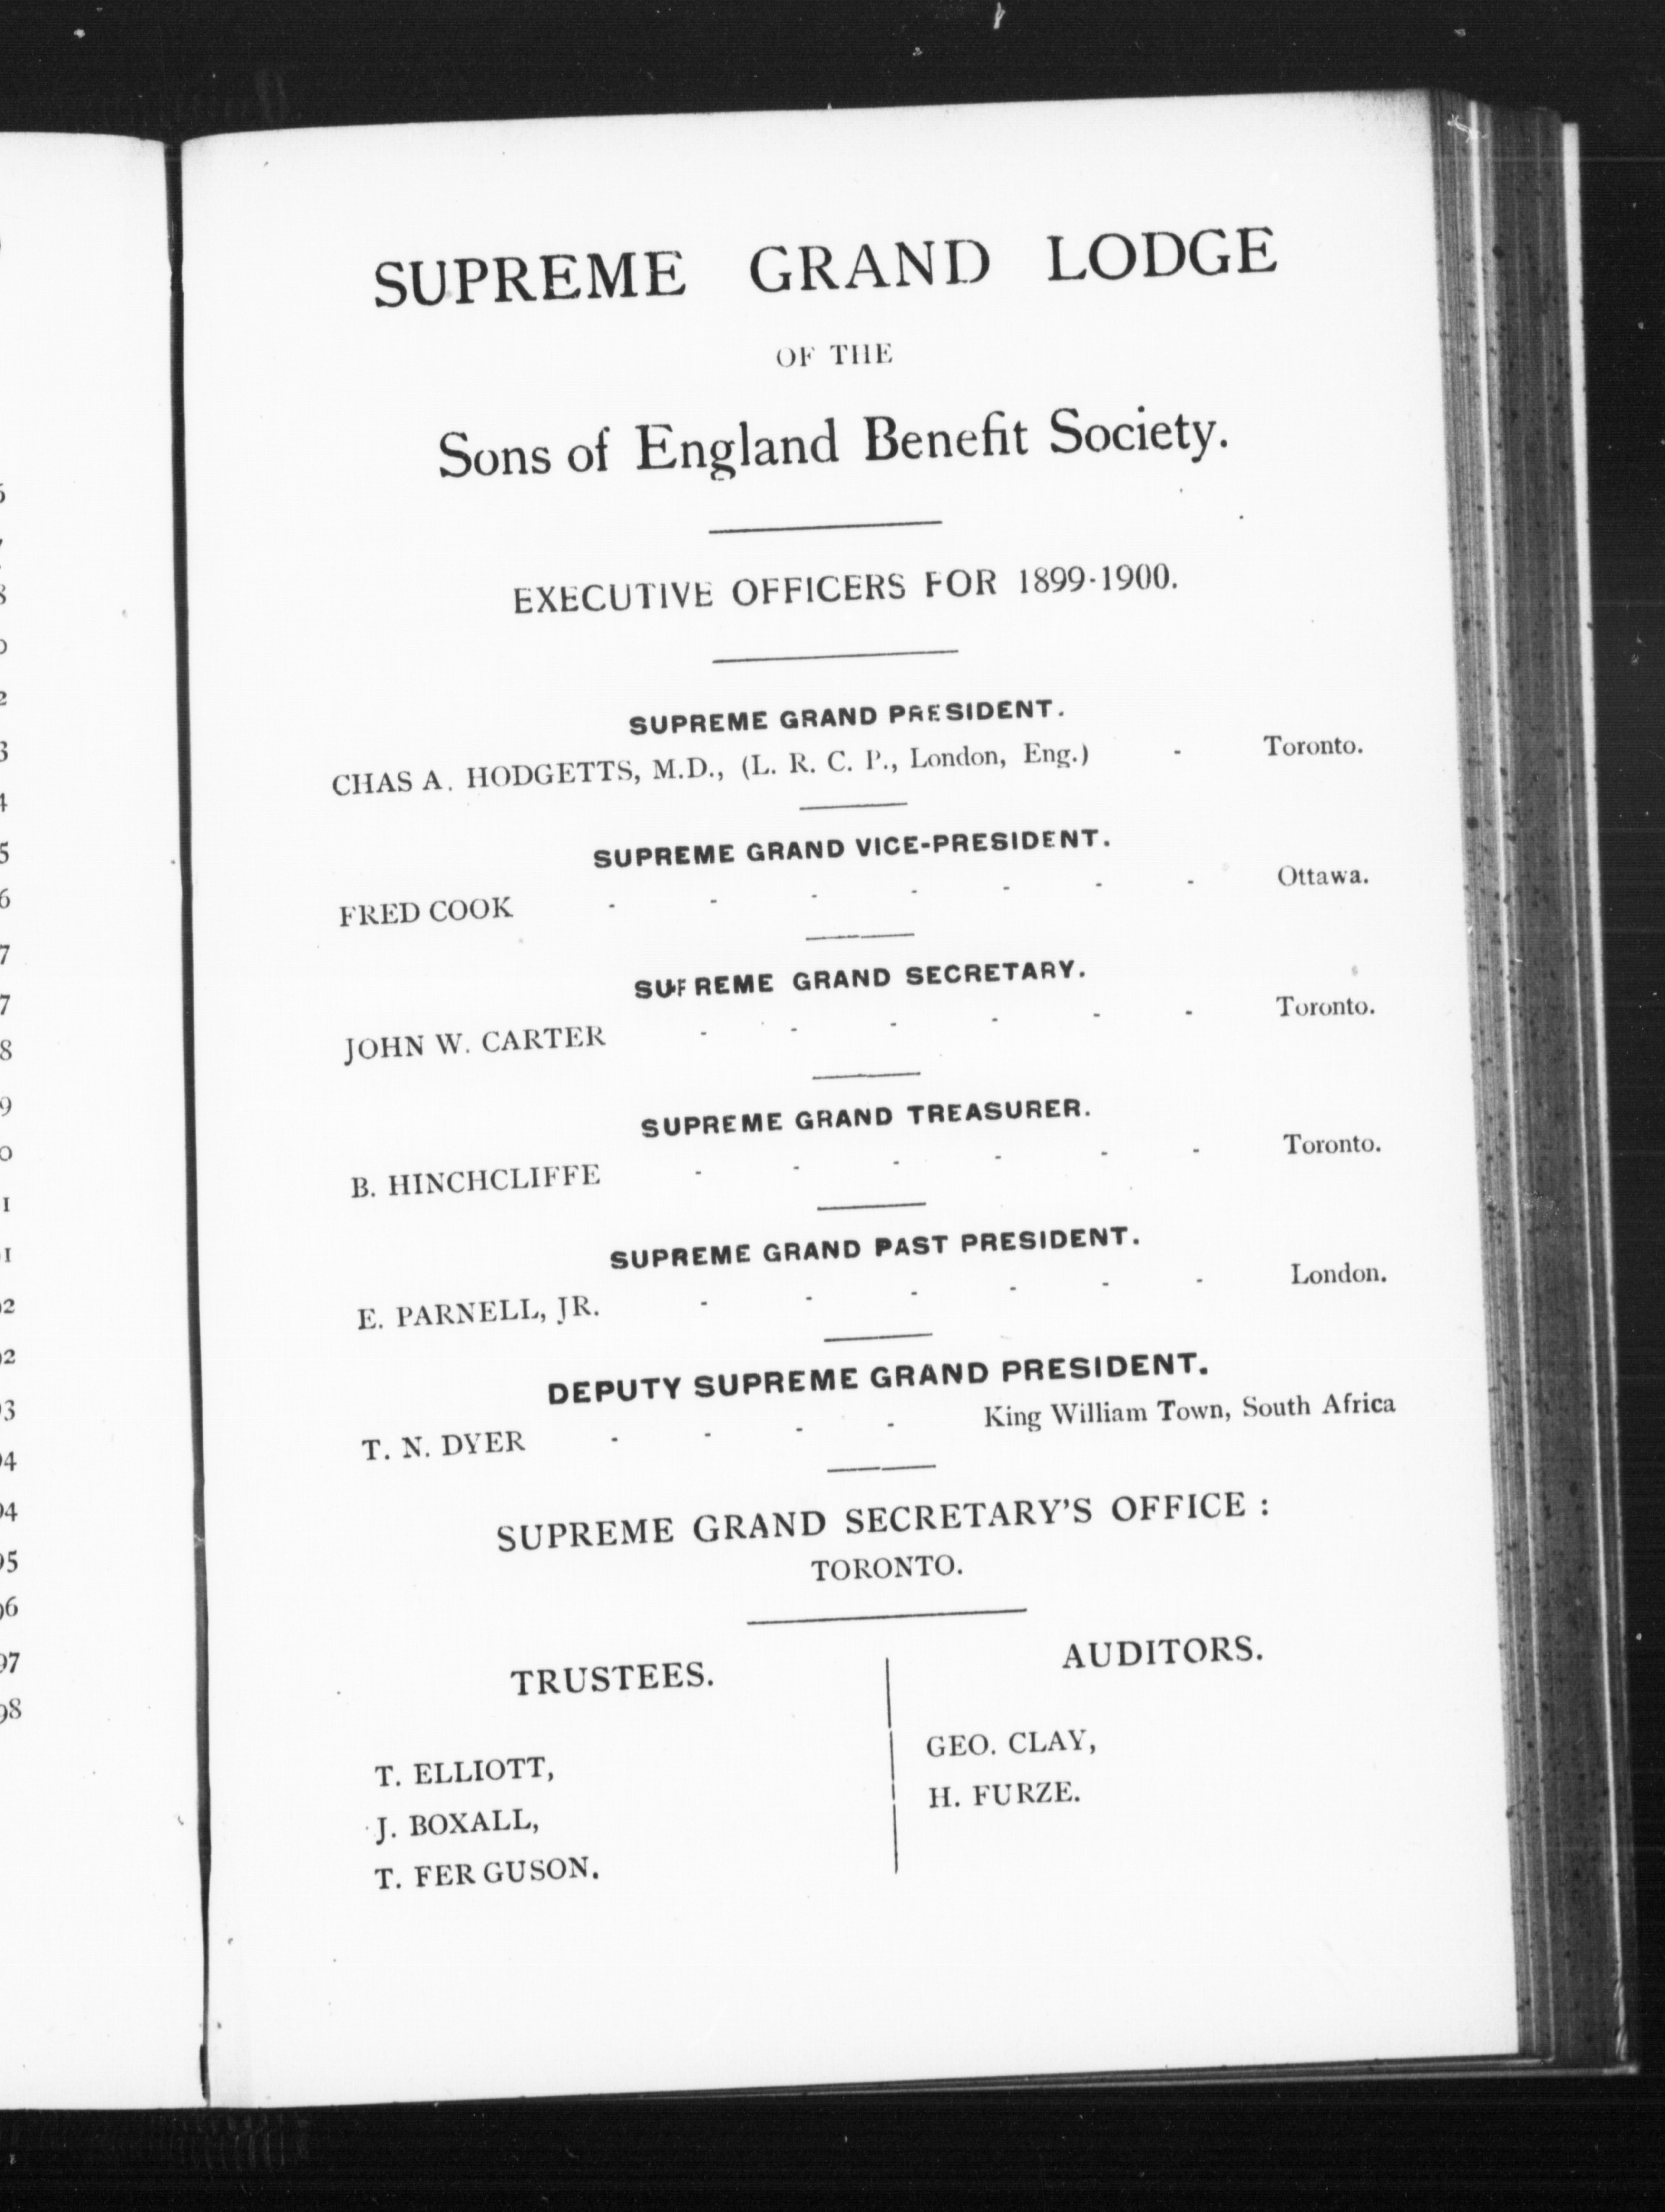 SUPREME GRAND LODGE
OF THE
Sons of England Benefit Society.
EXECUTIVE OFFICERS FOR 1899-1900.
SUPREME GRAND PRESIDENT.
CHAS A. HODGETTS, M.D., (L. R. C. P., London, Eng.) - Toronto.
SUPREME GRAND VICE-PRESIDENT.
FRED COOK - - - - - - - Ottawa.
SUPREME GRAND SECRETARY.
JOHN W. CARTER - - - - - - Toronto.
SUPREME GRAND TREASURER.
B. HINCHCLIFFE - - - - - - Toronto.
SUPREME GRAND PAST PRESIDENT.
E. PARNELL, JR. - - - - - - London.
DEPUTY SUPREME GRAND PRESIDENT.
T. N. DYER - - - - King William Town, South Africa
SUPREME GRAND SECRETARY'S OFFICE :
TORONTO.
TRUSTEES.
T. ELLIOTT,
J. BOXALL,
T. FERGUSON.
AUDITORS.
GEO. CLAY,
H. FURZE.